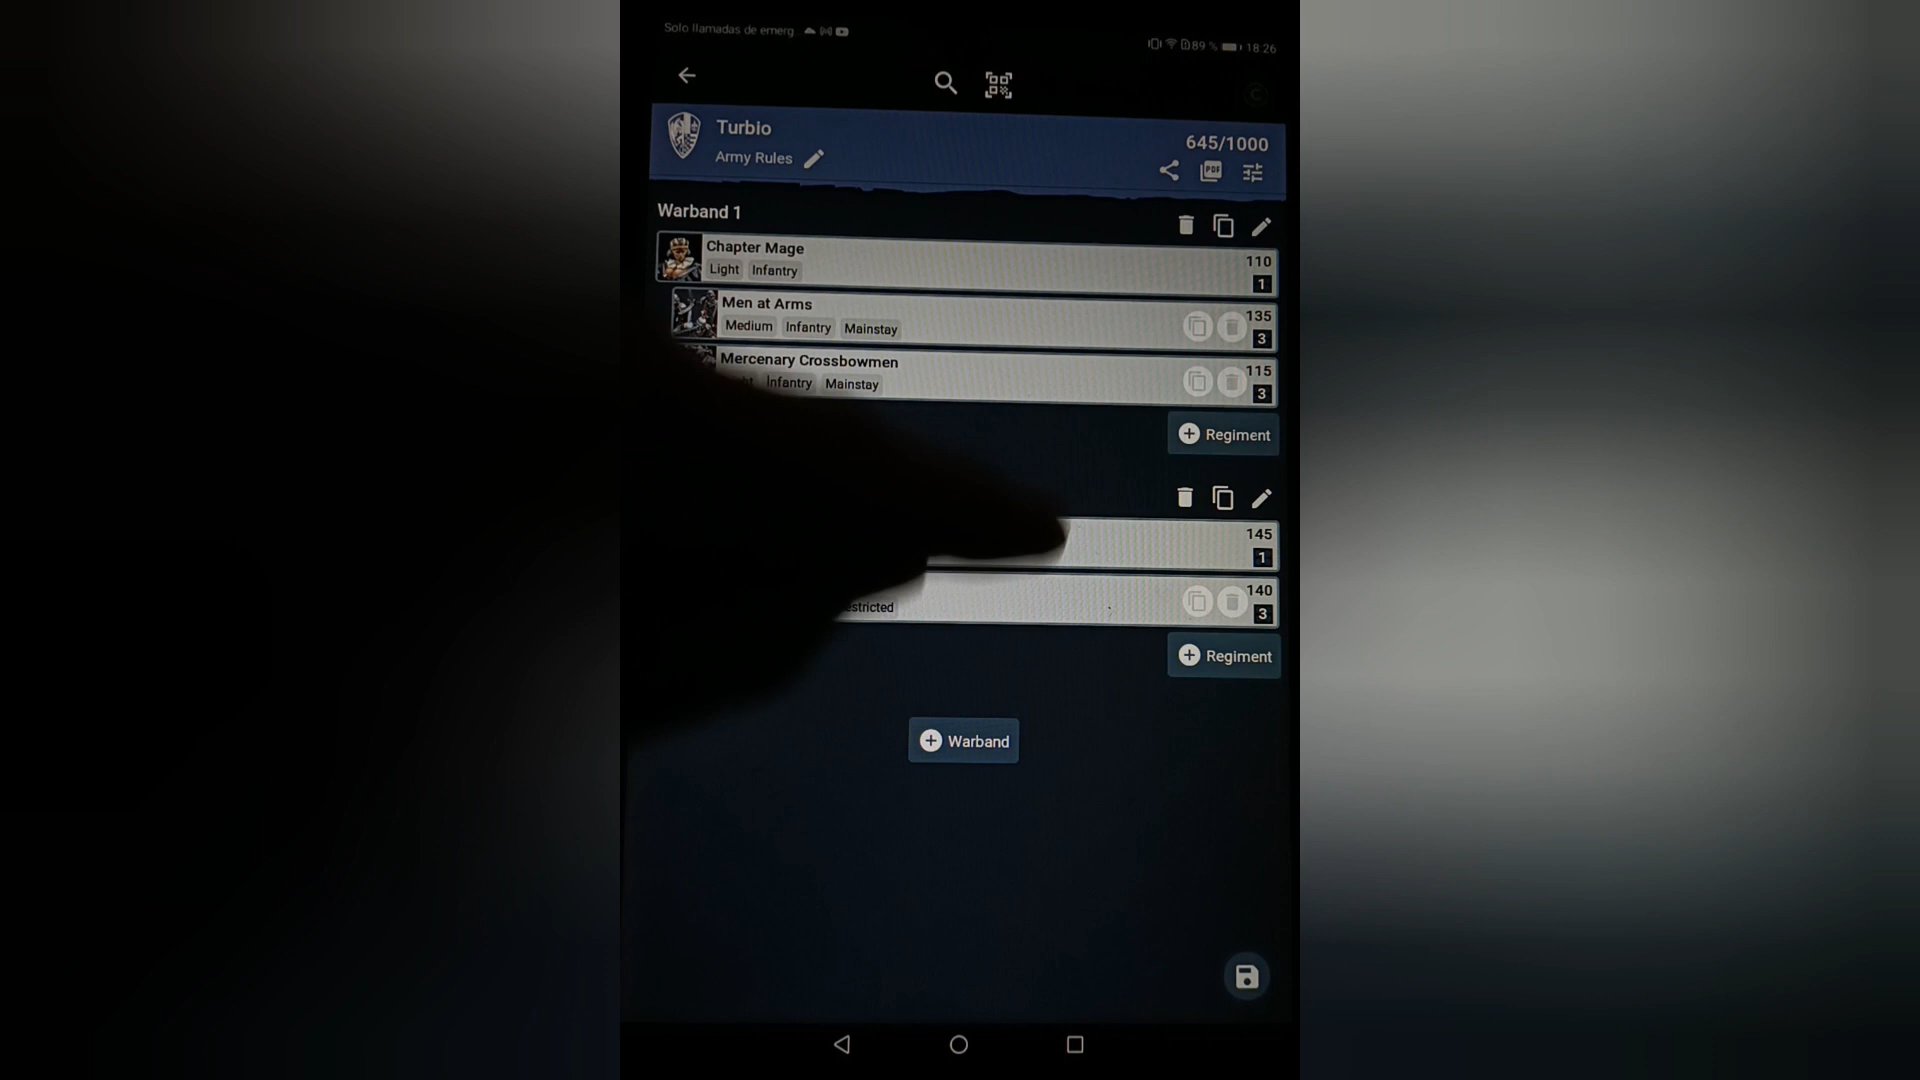 Solo llamadas de emerg
89 % 18.26
Turbio
645/1000
Army Rules
PDF
Warband 1
Chapter Mage
110
Light Infantry
1
Men at Arms
135
Medium Infantry Mainstay
3
Mercenary Crossbowmen
115
Infantry Mainstay
3
Regiment
145
1
140
3
Regiment
Warband